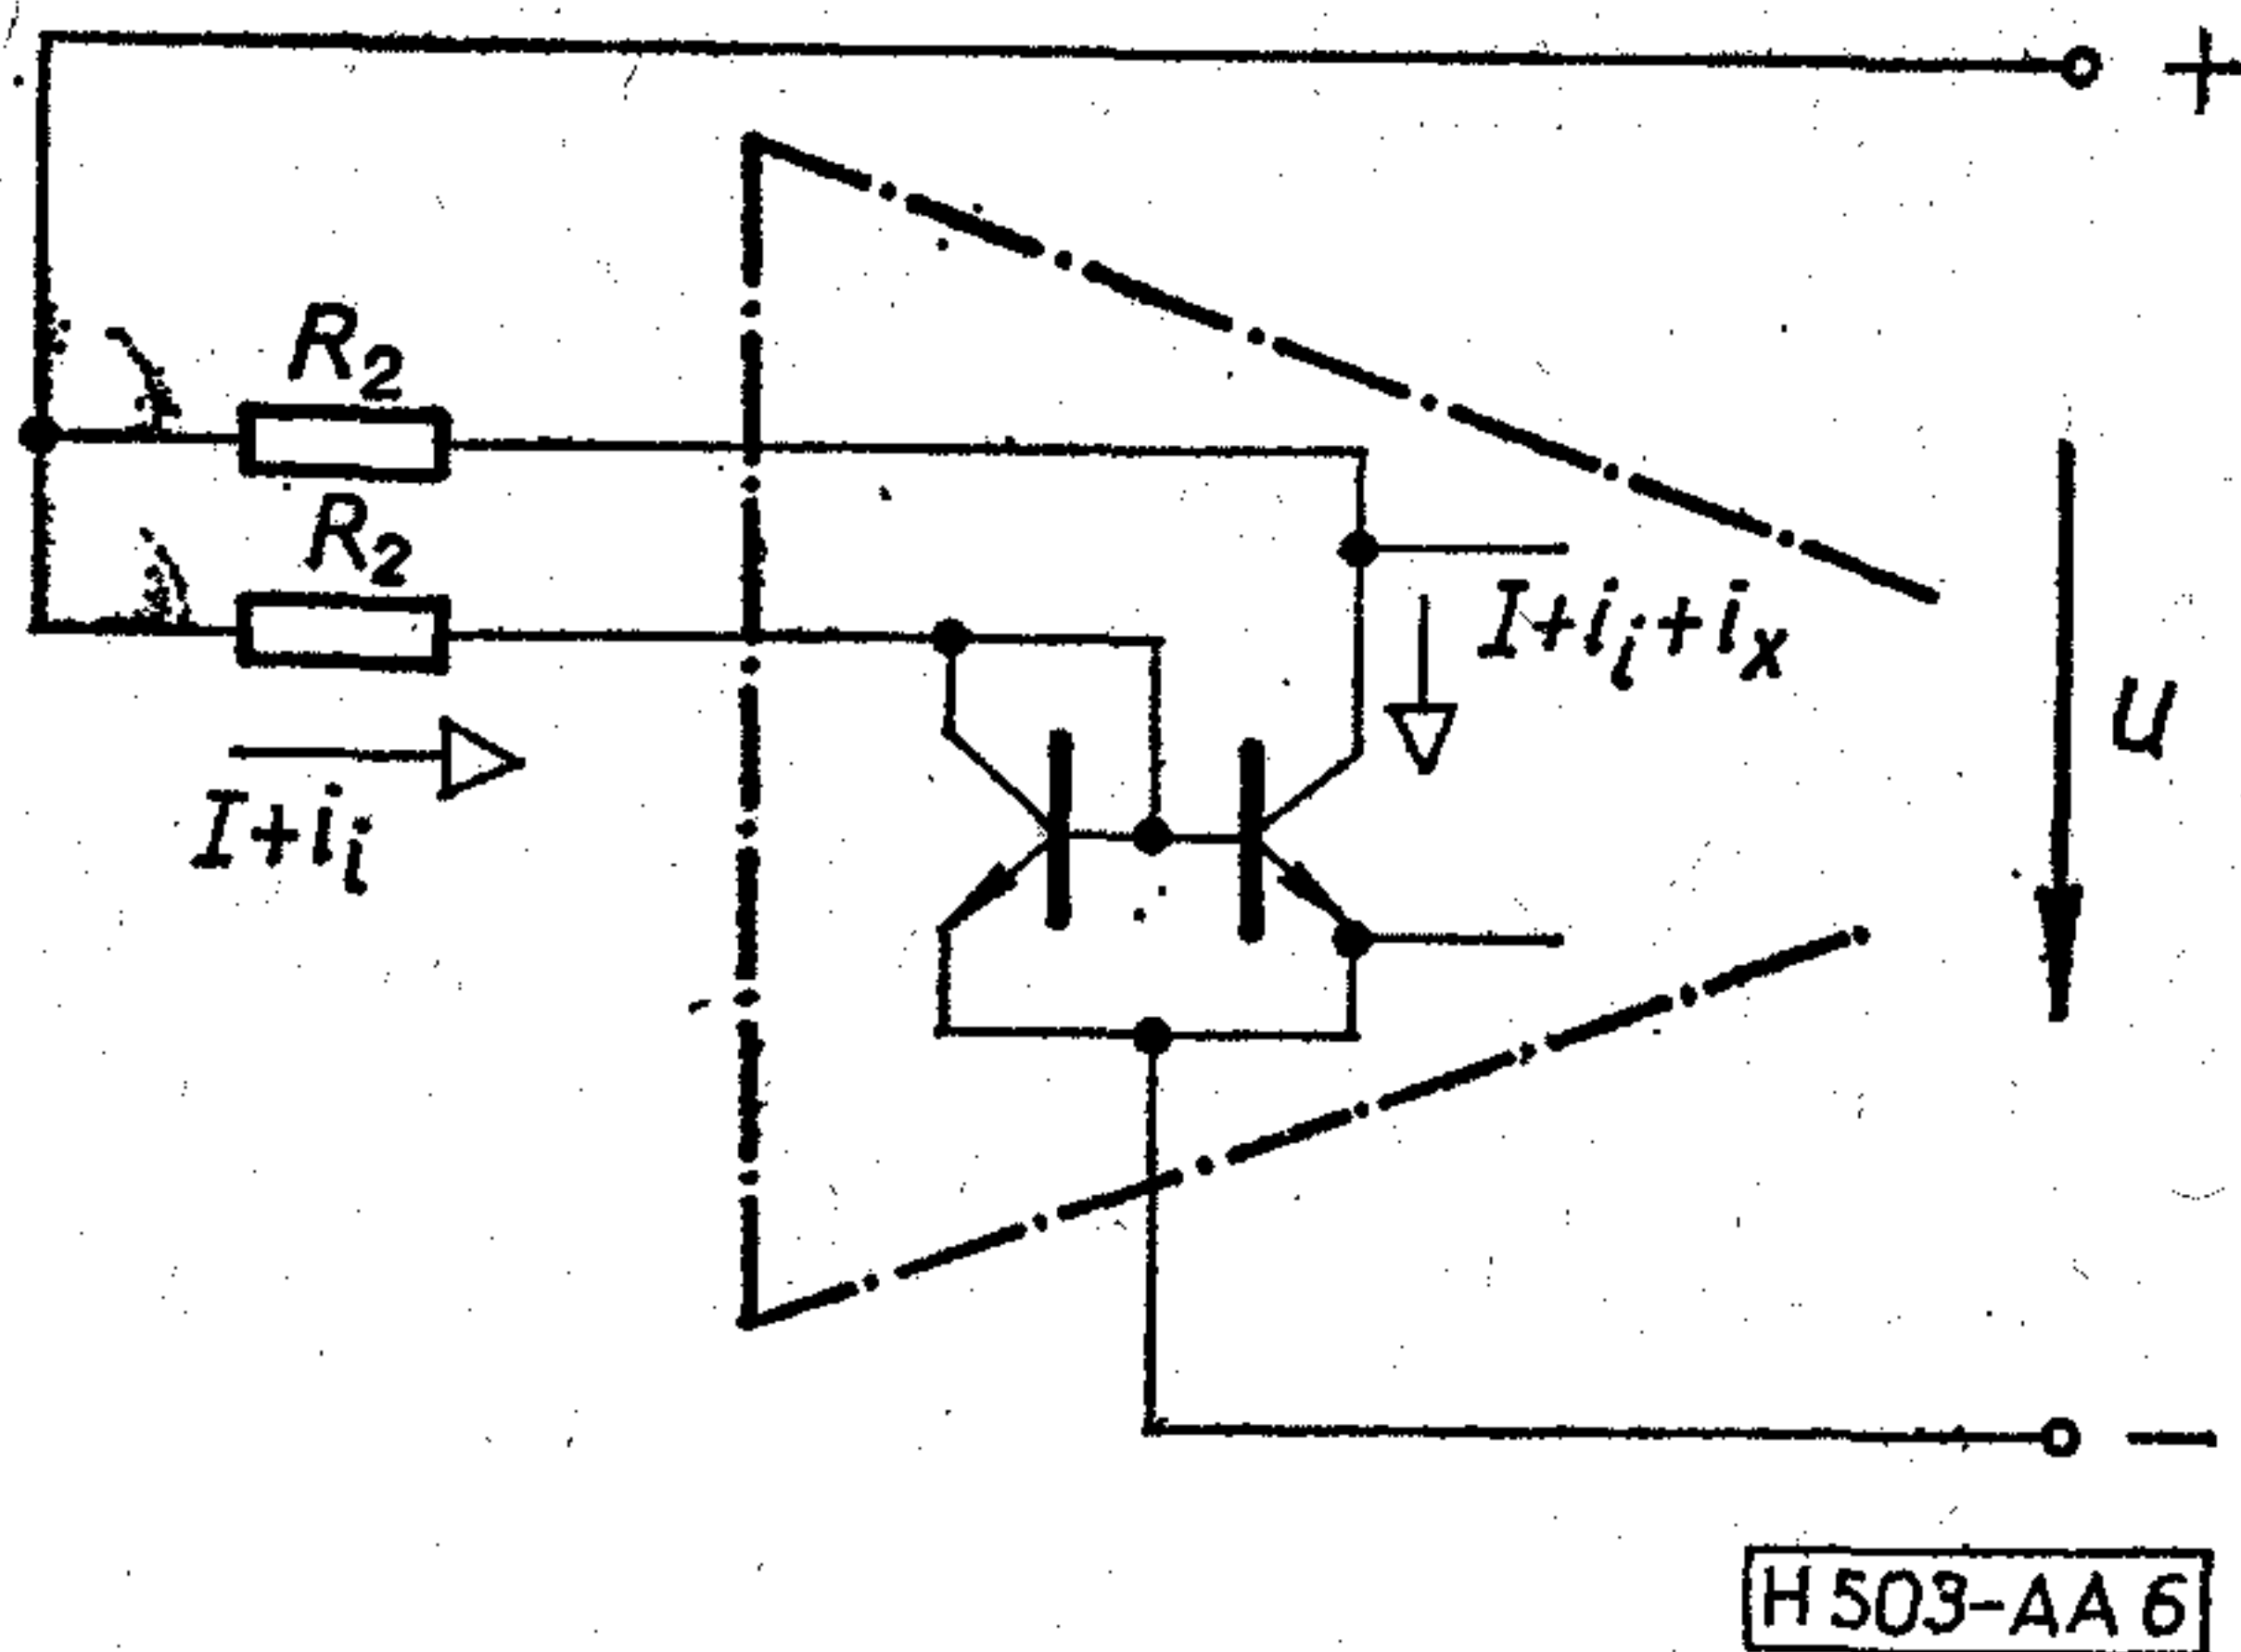 +
R₂
R₂
I+iᵢ+iₓ
U
I+iᵢ
−
H 503-AA 6